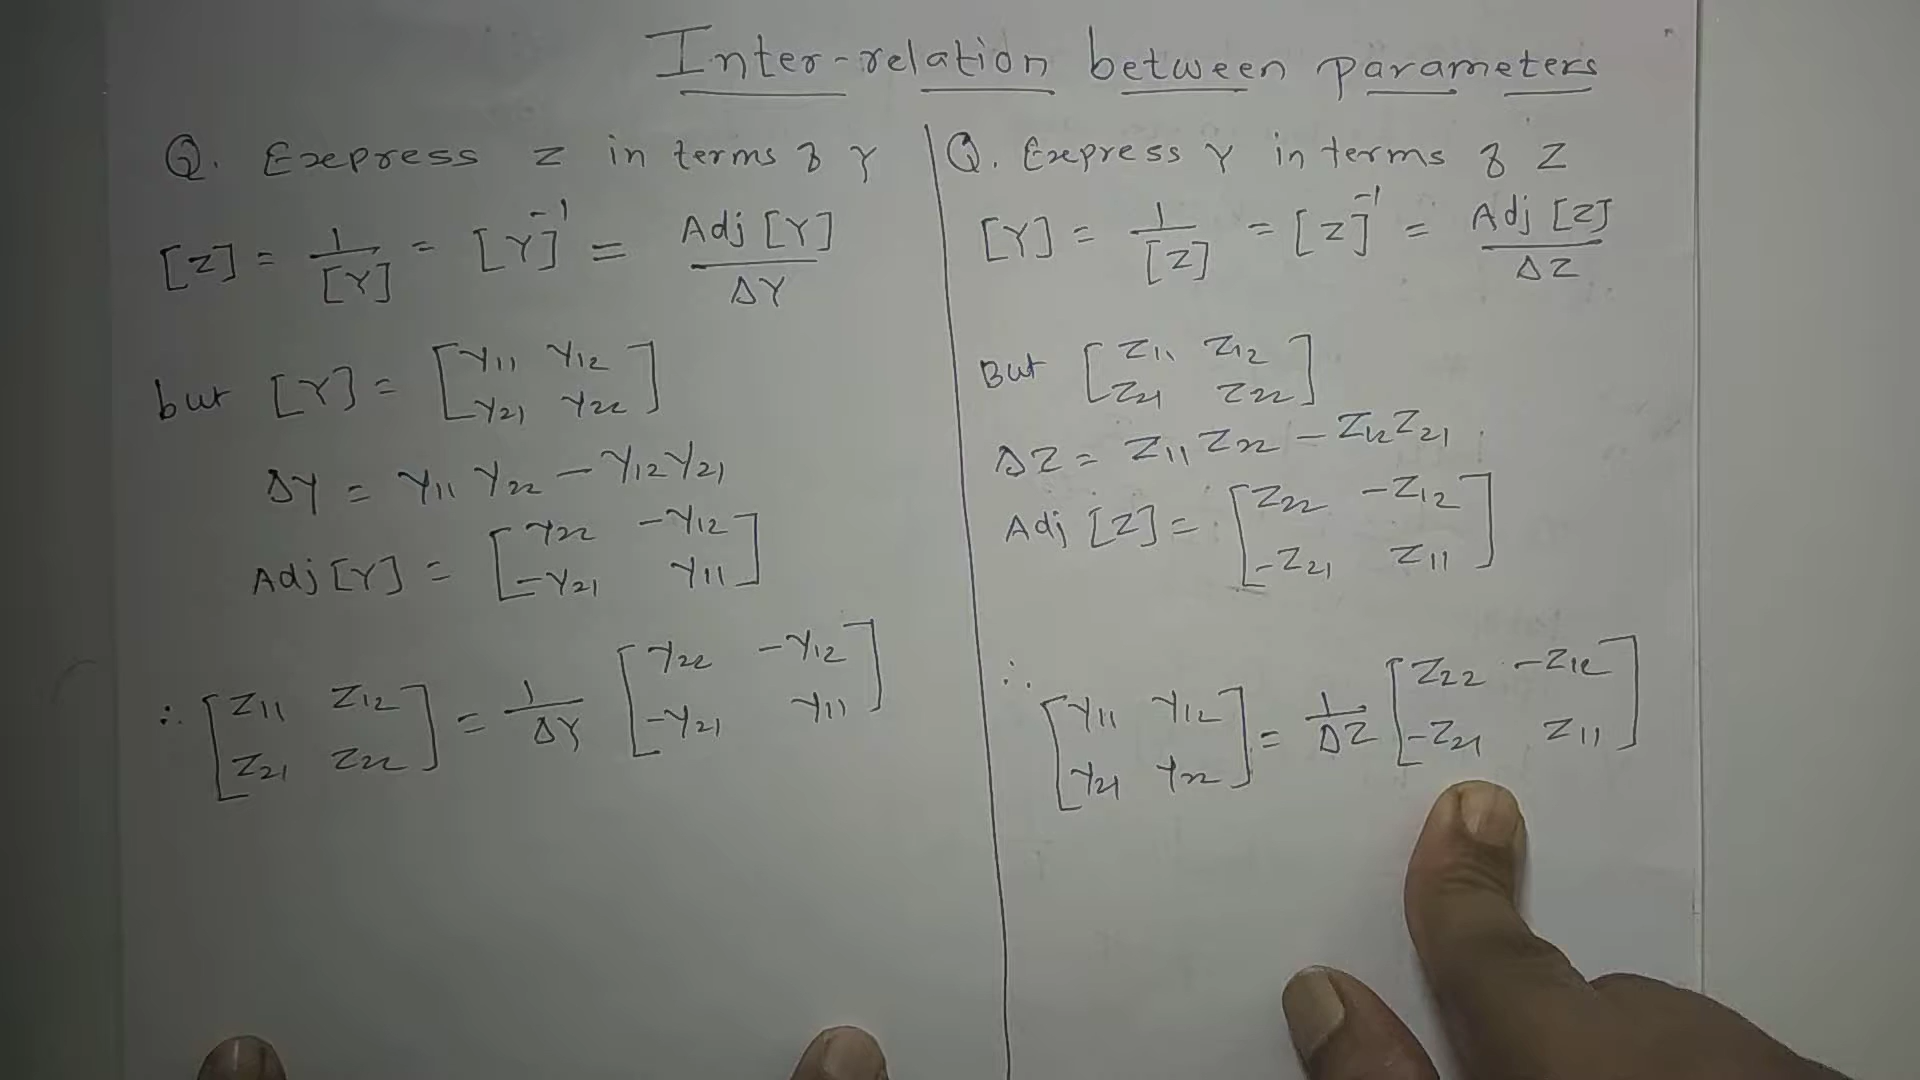 Inter-relation between parameters
Q. Express Z in terms of Y
[Z] = 1/[Y] = [Y]^-1 = Adj [Y]/ΔY
but [Y] = [Y11 Y12
Y21 Y22]
ΔY = Y11 Y22 - Y12 Y21
Adj [Y] = [Y22 -Y12
-Y21 Y11]
∴ [Z11 Z12
Z21 Z22] = 1/ΔY [Y22 -Y12
-Y21 Y11]
Q. Express Y in terms of Z
[Y] = 1/[Z] = [Z]^-1 = Adj [Z]/ΔZ
But [Z11 Z12
Z21 Z22]
ΔZ = Z11 Z22 - Z12 Z21
Adj [Z] = [Z22 -Z12
-Z21 Z11]
∴ [Y11 Y12
Y21 Y22] = 1/ΔZ [Z22 -Z12
-Z21 Z11]